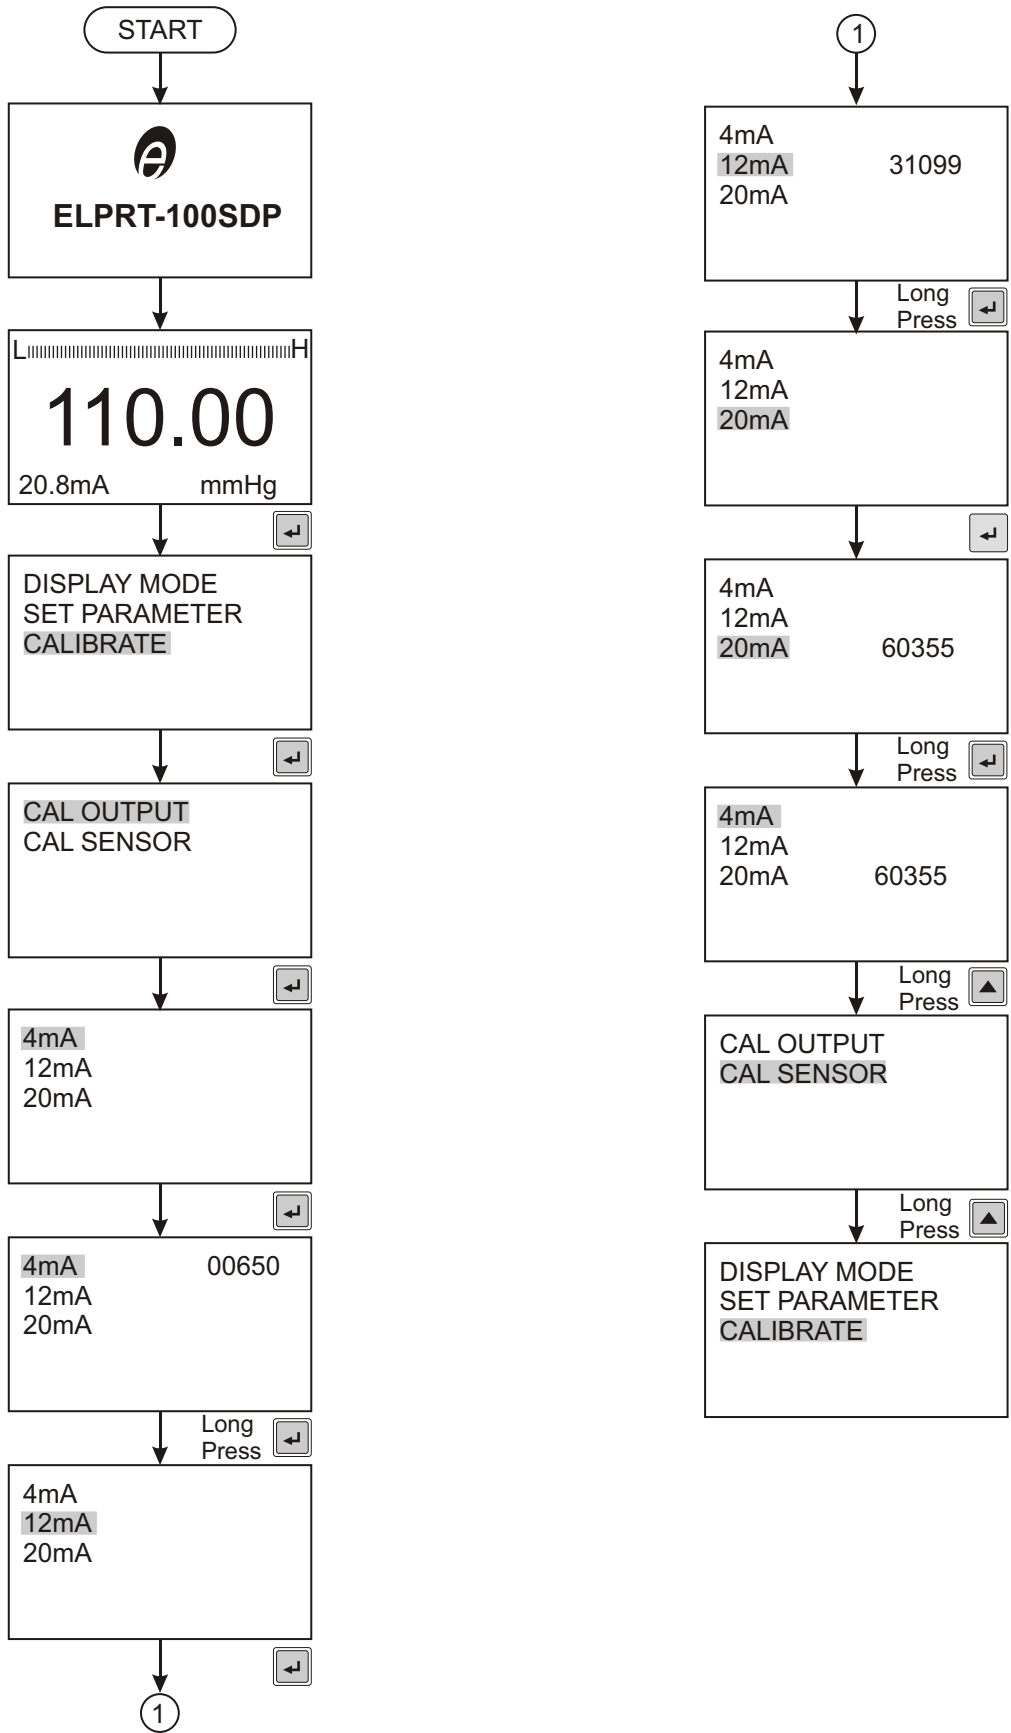 START
ELPRT-100SDP
L H
110.00
20.8mA mmHg
DISPLAY MODE
SET PARAMETER
CALIBRATE
CAL OUTPUT
CAL SENSOR
4mA
12mA
20mA
4mA 00650
12mA
20mA
Long
Press
4mA
12mA
20mA
1
1
4mA
12mA 31099
20mA
Long
Press
4mA
12mA
20mA
4mA
12mA
20mA 60355
Long
Press
4mA
12mA
20mA 60355
Long
Press
CAL OUTPUT
CAL SENSOR
Long
Press
DISPLAY MODE
SET PARAMETER
CALIBRATE